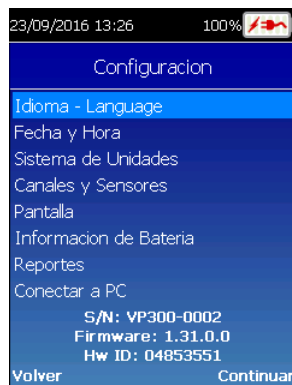 23/09/2016 13:26 100%
Configuracion
Idioma - Language
Fecha y Hora
Sistema de Unidades
Canales y Sensores
Pantalla
Informacion de Bateria
Reportes
Conectar a PC
S/N: VP300-0002
Firmware: 1.31.0.0
Hw ID: 04853551
Volver Continuar